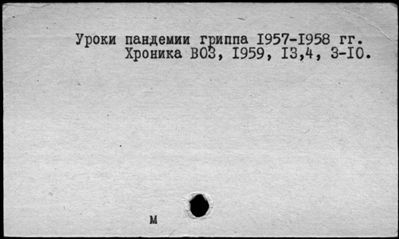 Уроки пандемии гриппа 1957-1958 гг.
Хроника ВОЗ, 1959, 13,4, 3-10.
м